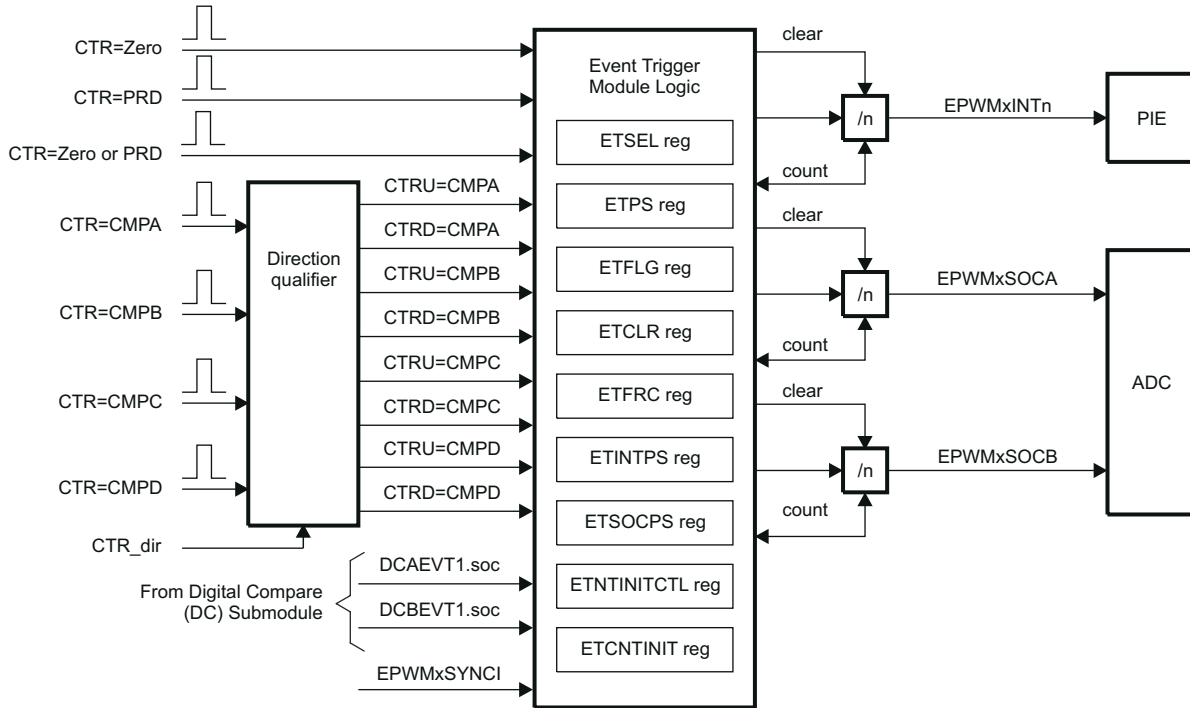 CTR=Zero
CTR=PRD
CTR=Zero or PRD
CTR=CMPA
CTR=CMPB
CTR=CMPC
CTR=CMPD
CTR_dir
Direction
qualifier
CTRU=CMPA
CTRD=CMPA
CTRU=CMPB
CTRD=CMPB
CTRU=CMPC
CTRD=CMPC
CTRU=CMPD
CTRD=CMPD
From Digital Compare
(DC) Submodule
DCAEVT1.soc
DCBEVT1.soc
EPWMxSYNCI
Event Trigger
Module Logic
ETSEL reg
ETPS reg
ETFLG reg
ETCLR reg
ETFRC reg
ETINTPS reg
ETSOCPS reg
ETNTINITCTL reg
ETCNTINIT reg
clear
/n
count
EPWMxINTn
PIE
clear
/n
count
EPWMxSOCA
clear
/n
count
EPWMxSOCB
ADC